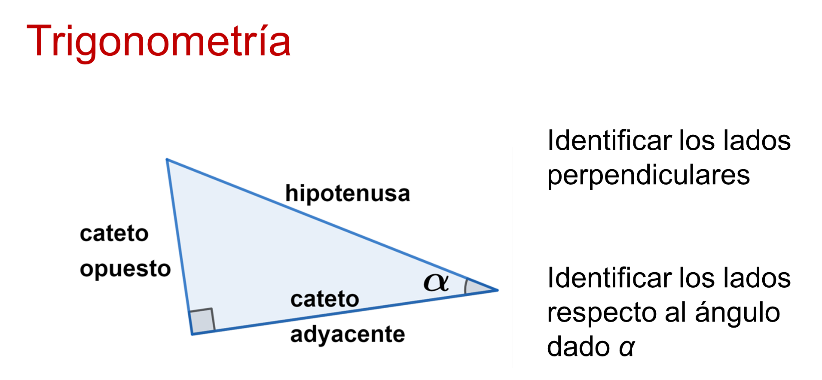 Trigonometría
Identificar los lados
perpendiculares
hipotenusa
cateto
opuesto
α
cateto
adyacente
Identificar los lados
respecto al ángulo
dado α